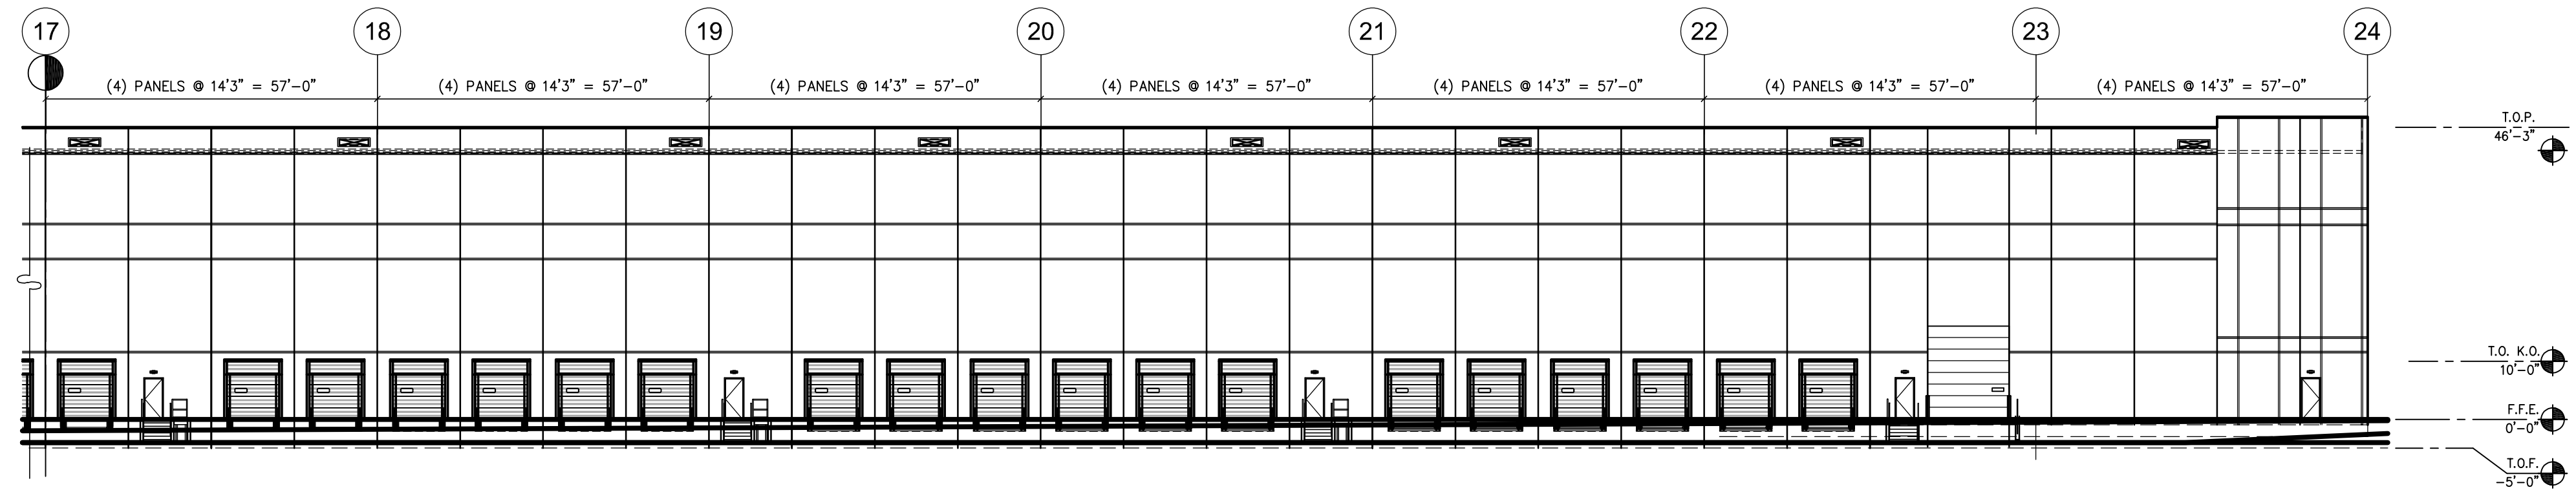 17 18 19 20 21 22 23 24
(4) PANELS @ 14'3" = 57'-0" (4) PANELS @ 14'3" = 57'-0" (4) PANELS @ 14'3" = 57'-0" (4) PANELS @ 14'3" = 57'-0" (4) PANELS @ 14'3" = 57'-0" (4) PANELS @ 14'3" = 57'-0" (4) PANELS @ 14'3" = 57'-0"
T.O.P.
46'-3"
T.O. K.O.
10'-0"
F.F.E.
0'-0"
T.O.F.
-5'-0"